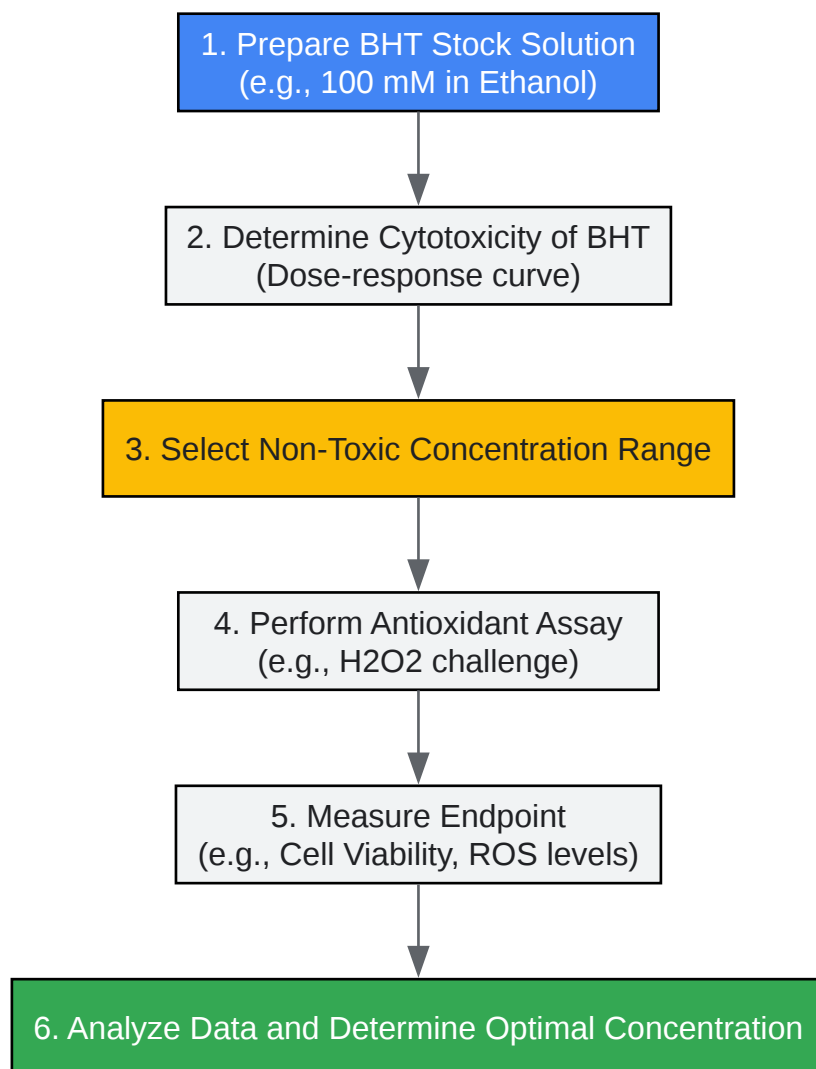 1. Prepare BHT Stock Solution
(e.g., 100 mM in Ethanol)
2. Determine Cytotoxicity of BHT
(Dose-response curve)
3. Select Non-Toxic Concentration Range
4. Perform Antioxidant Assay
(e.g., H2O2 challenge)
5. Measure Endpoint
(e.g., Cell Viability, ROS levels)
6. Analyze Data and Determine Optimal Concentration